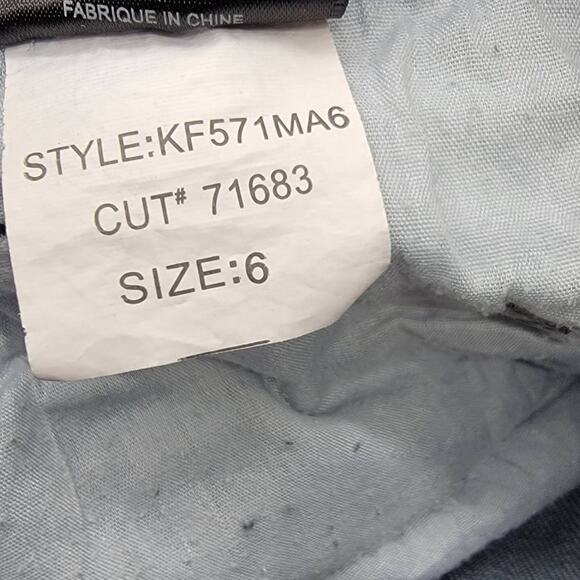 FABRIQUE IN CHINE
STYLE:KF571MA6
CUT# 71683
SIZE:6